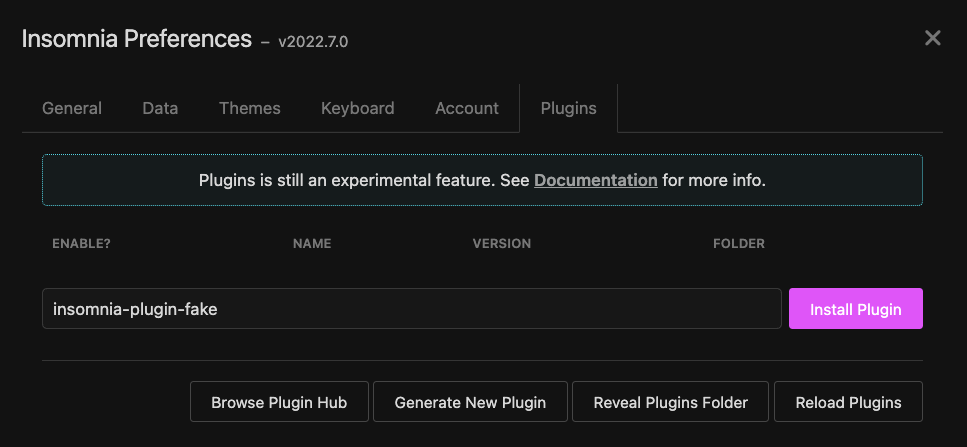 Insomnia Preferences – v2022.7.0
General Data Themes Keyboard Account Plugins
Plugins is still an experimental feature. See Documentation for more info.
ENABLE? NAME VERSION FOLDER
insomnia-plugin-fake Install Plugin
Browse Plugin Hub Generate New Plugin Reveal Plugins Folder Reload Plugins